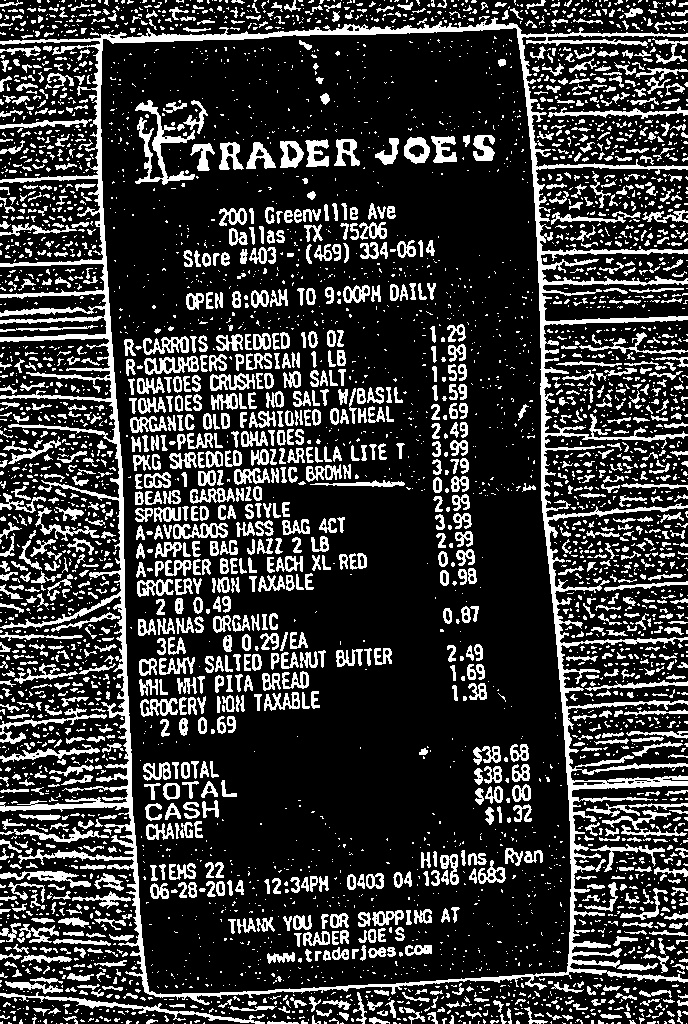 TRADER JOE'S
2001 Greenville Ave
Dallas TX 75206
Store #403 - (469) 334-0614
OPEN 8:00AM TO 9:00PM DAILY
R-CARROTS SHREDDED 10 OZ 1.29
R-CUCUMBERS PERSIAN 1 LB 1.99
TOMATOES CRUSHED NO SALT 1.59
TOMATOES WHOLE NO SALT W/BASIL 1.59
ORGANIC OLD FASHIONED OATMEAL 2.69
MINI-PEARL TOMATOES.. 2.49
PKG SHREDDED MOZZARELLA LITE T 3.99
EGGS 1 DOZ ORGANIC BROWN. 3.79
BEANS GARBANZO 0.89
SPROUTED CA STYLE 2.99
A-AVOCADOS HASS BAG 4CT 3.99
A-APPLE BAG JAZZ 2 LB 2.99
A-PEPPER BELL EACH XL RED 0.99
GROCERY NON TAXABLE 0.98
2 @ 0.49
BANANAS ORGANIC 0.87
3EA @ 0.29/EA
CREAMY SALTED PEANUT BUTTER 2.49
WHL WHT PITA BREAD 1.69
GROCERY NON TAXABLE 1.38
2 @ 0.69
SUBTOTAL $38.68
TOTAL $38.68
CASH $40.00
CHANGE $1.32
ITEMS 22 Higgins, Ryan
06-28-2014 12:34PM 0403 04 1346 4683
THANK YOU FOR SHOPPING AT
TRADER JOE'S
www.traderjoes.com